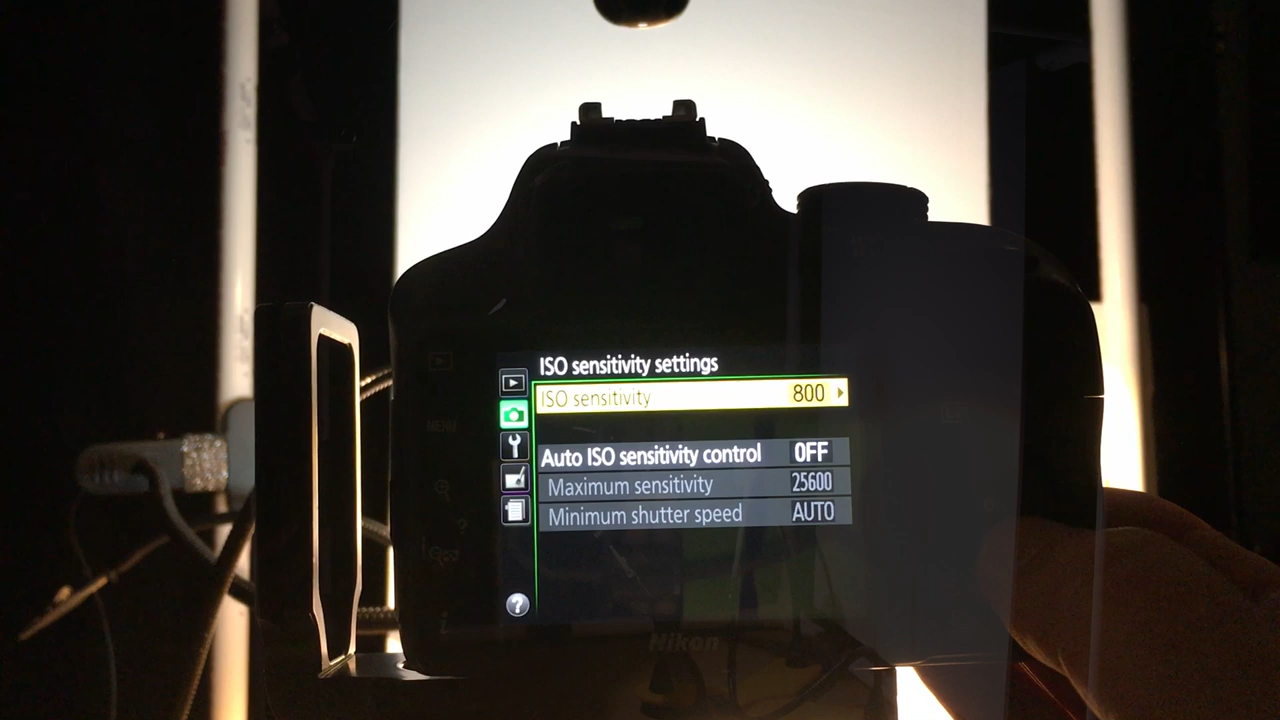 ISO sensitivity settings
ISO sensitivity 800
Auto ISO sensitivity control OFF
Maximum sensitivity 25600
Minimum shutter speed AUTO
MENU
?
i
?
i
Nikon